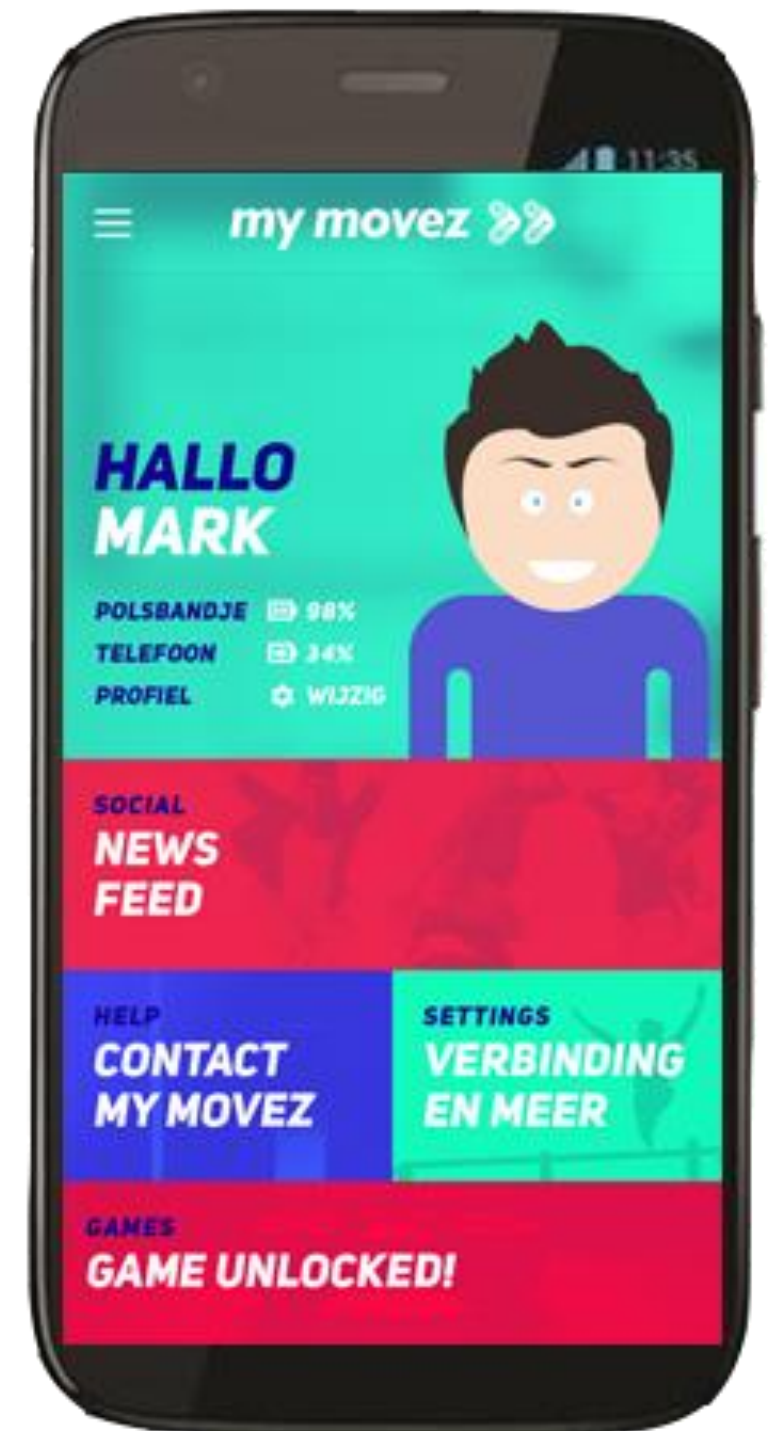 11:35
my movez
HALLO
MARK
POLSBANDJE 98%
TELEFOON 34%
PROFIEL WIJZIG
SOCIAL
NEWS
FEED
HELP
CONTACT
MY MOVEZ
SETTINGS
VERBINDING
EN MEER
GAMES
GAME UNLOCKED!